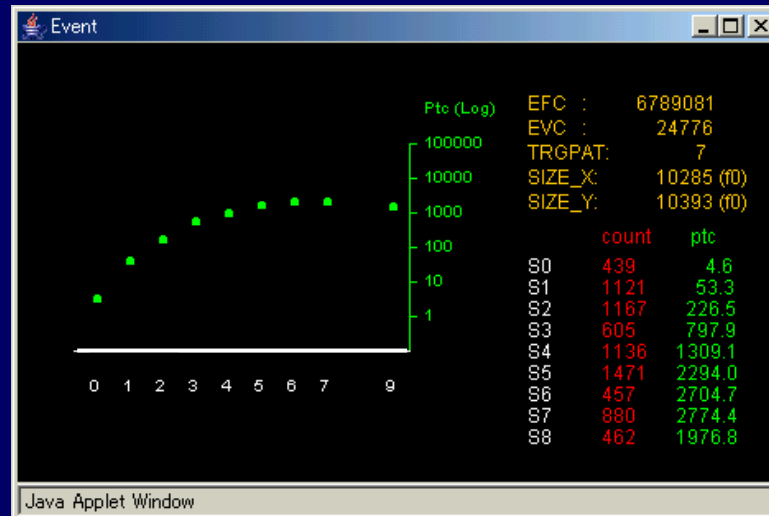 Event
Ptc (Log)
100000
10000
1000
100
10
1
0 1 2 3 4 5 6 7 9
EFC : 6789081
EVC : 24776
TRGPAT: 7
SIZE_X: 10285 (f0)
SIZE_Y: 10393 (f0)
count ptc
S0 439 4.6
S1 1121 53.3
S2 1167 226.5
S3 605 797.9
S4 1136 1309.1
S5 1471 2294.0
S6 457 2704.7
S7 880 2774.4
S8 462 1976.8
Java Applet Window